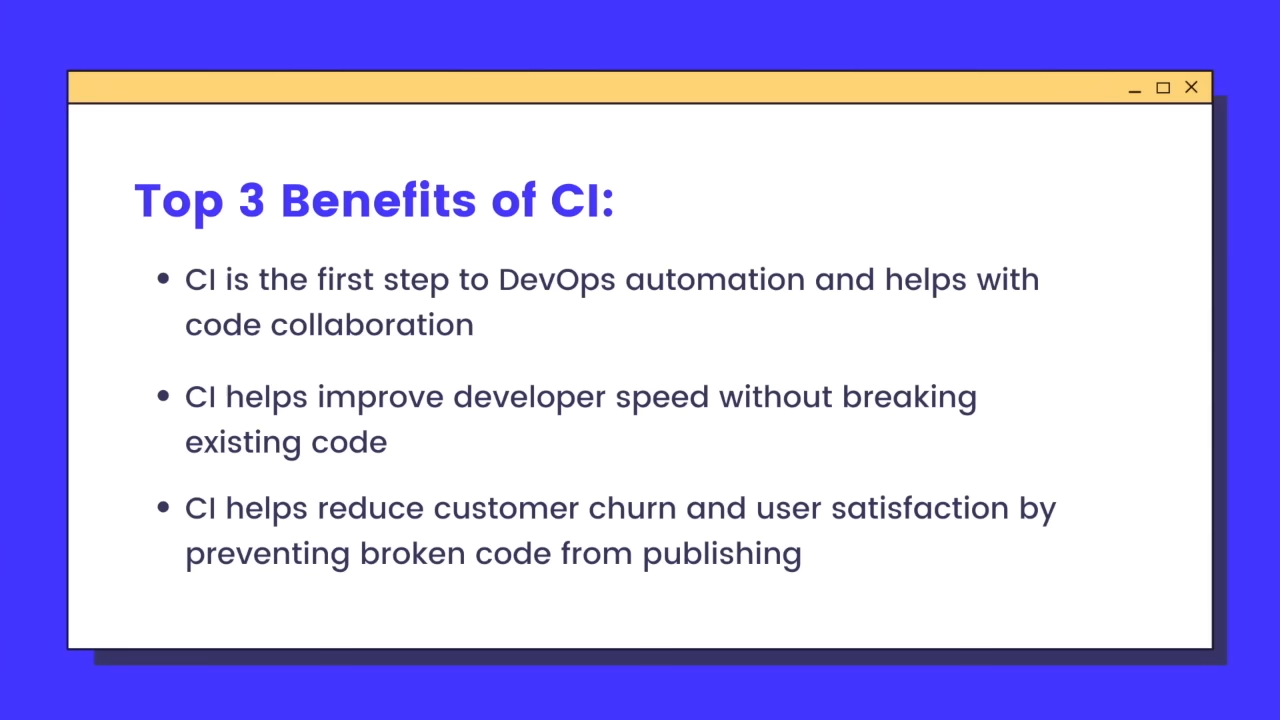 Top 3 Benefits of CI:
• CI is the first step to DevOps automation and helps with
code collaboration
• CI helps improve developer speed without breaking
existing code
• CI helps reduce customer churn and user satisfaction by
preventing broken code from publishing